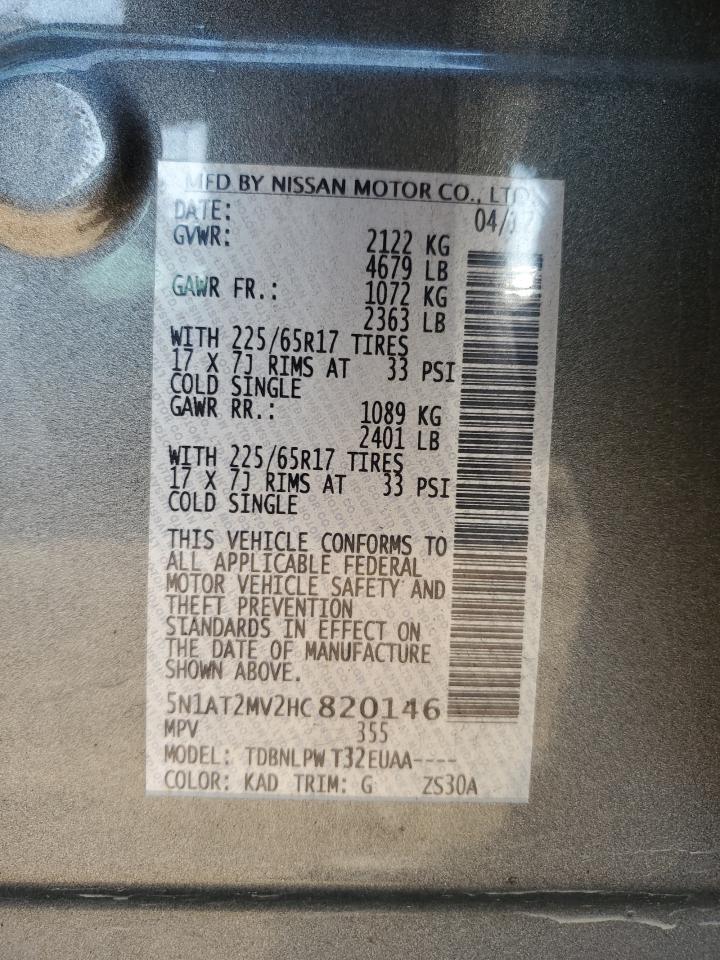 MFD BY NISSAN MOTOR CO., LTD.
DATE: 04/17
GVWR: 2122 KG
4679 LB
GAWR FR.: 1072 KG
2363 LB
WITH 225/65R17 TIRES
17 X 7J RIMS AT 33 PSI
COLD SINGLE
GAWR RR.: 1089 KG
2401 LB
WITH 225/65R17 TIRES
17 X 7J RIMS AT 33 PSI
COLD SINGLE
THIS VEHICLE CONFORMS TO
ALL APPLICABLE FEDERAL
MOTOR VEHICLE SAFETY AND
THEFT PREVENTION
STANDARDS IN EFFECT ON
THE DATE OF MANUFACTURE
SHOWN ABOVE.
5N1AT2MV2HC820146
MPV 355
MODEL: TDBNLPW T32EUAA----
COLOR: KAD TRIM: G ZS30A